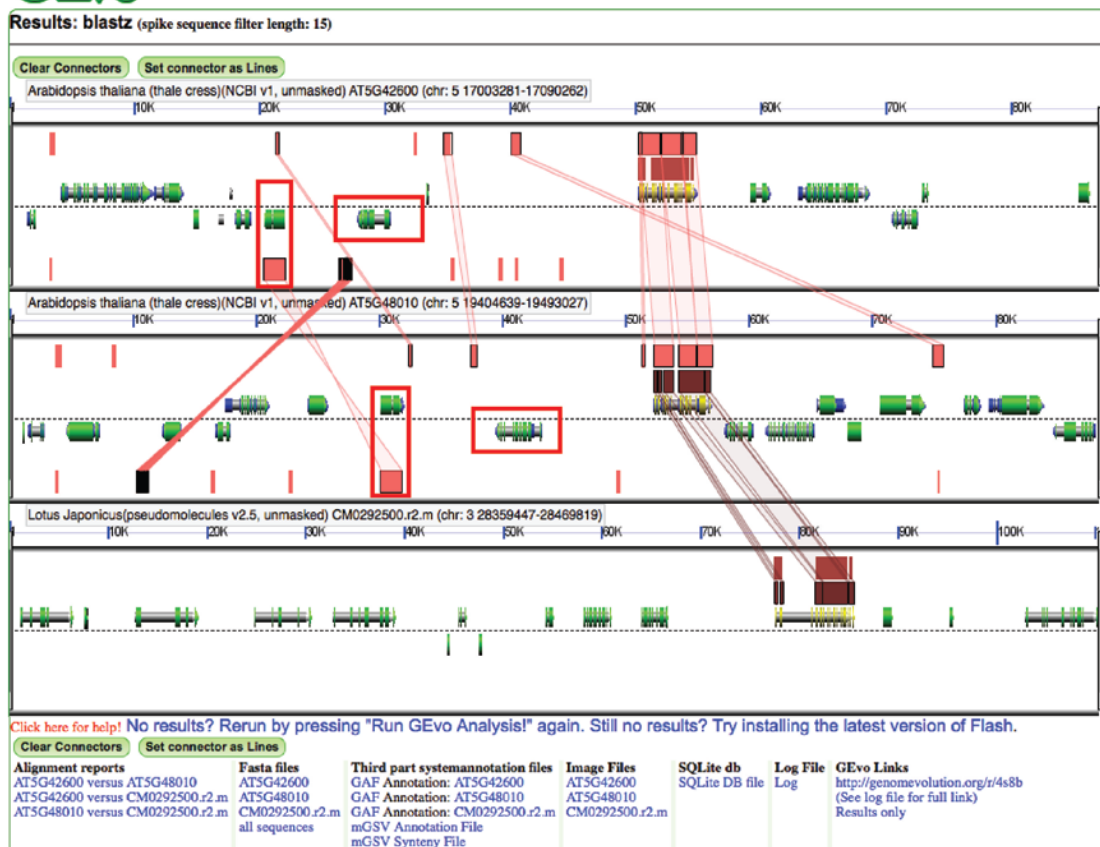 Results: blastz (spike sequence filter length: 15)
Clear Connectors Set connector as Lines
Arabidopsis thaliana (thale cress)(NCBI v1, unmasked) AT5G42600 (chr: 5 17003281-17090262)
10K 20K 30K 40K 50K 60K 70K 80K
Arabidopsis thaliana (thale cress)(NCBI v1, unmasked) AT5G48010 (chr: 5 19404639-19493027)
10K 20K 30K 40K 50K 60K 70K 80K
Lotus Japonicus(pseudomolecules v2.5, unmasked) CM0292500.r2.m (chr: 3 28359447-28469819)
10K 20K 30K 40K 50K 60K 70K 80K 90K 100K
Click here for help! No results? Rerun by pressing "Run GEvo Analysis!" again. Still no results? Try installing the latest version of Flash.
Clear Connectors Set connector as Lines
Alignment reports Fasta files Third part systemannotation files Image Files SQLite db Log File GEvo Links
AT5G42600 versus AT5G48010 AT5G42600 GAF Annotation: AT5G42600 AT5G42600 SQLite DB file Log http://genomevolution.org/r/4s8b
AT5G42600 versus CM0292500.r2.m AT5G48010 GAF Annotation: AT5G48010 AT5G48010 (See log file for full link)
AT5G48010 versus CM0292500.r2.m CM0292500.r2.m GAF Annotation: CM0292500.r2.m CM0292500.r2.m Results only
all sequences mGSV Annotation File
mGSV Synteny File